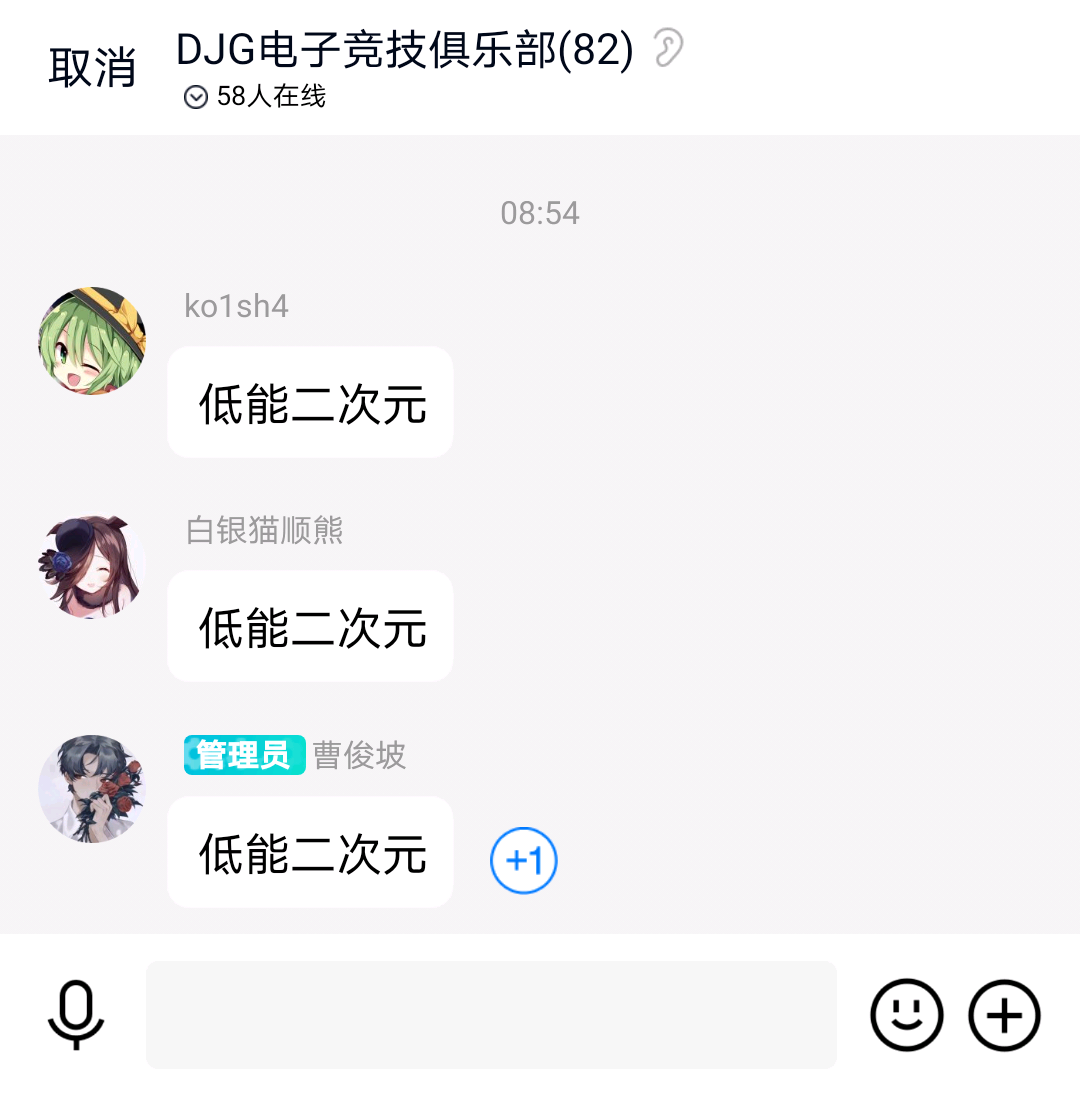 取消
DJG电子竞技俱乐部(82)
58人在线
08:54
ko1sh4
低能二次元
白银猫顺熊
低能二次元
管理员 曹俊坡
低能二次元
+1